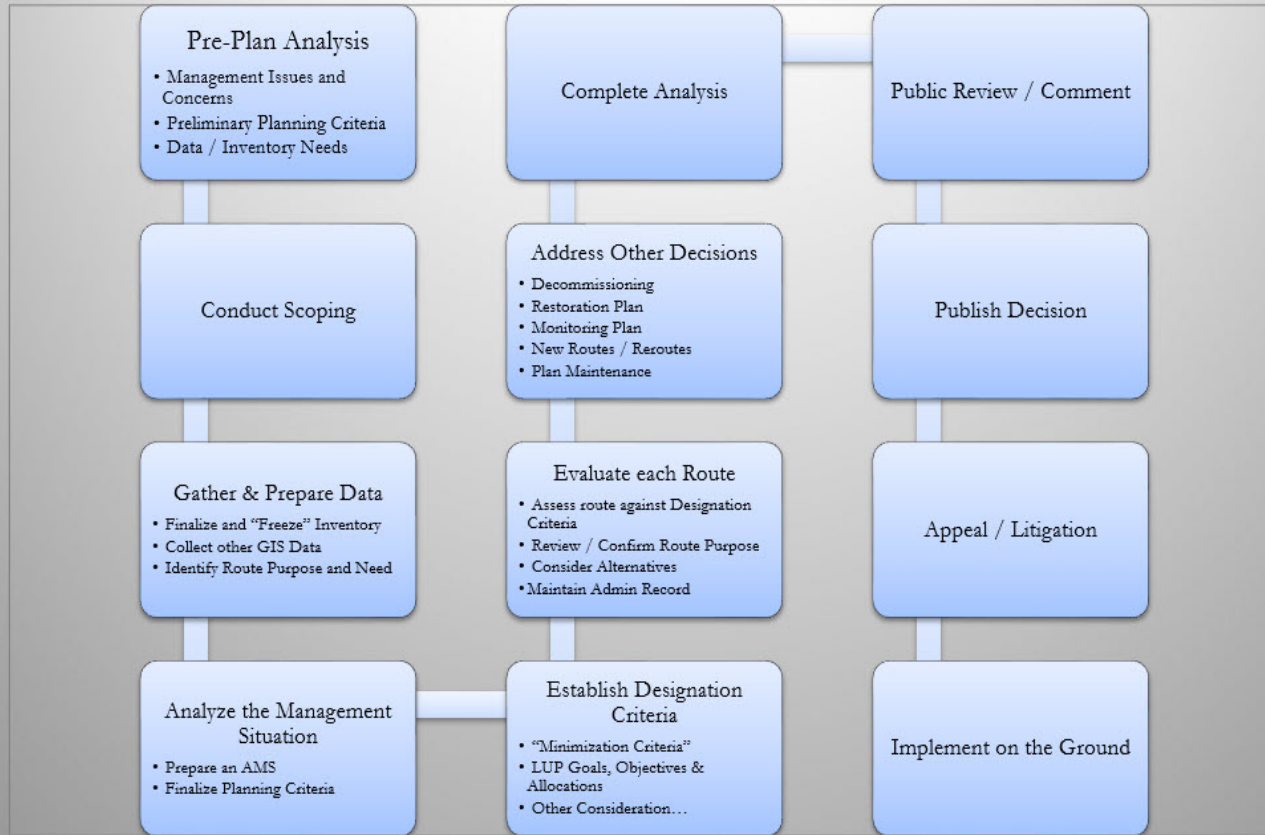 Pre-Plan Analysis
• Management Issues and
Concerns
• Preliminary Planning Criteria
• Data / Inventory Needs
Conduct Scoping
Gather & Prepare Data
• Finalize and “Freeze” Inventory
• Collect other GIS Data
• Identify Route Purpose and Need
Analyze the Management
Situation
• Prepare an AMS
• Finalize Planning Criteria
Establish Designation
Criteria
• “Minimization Criteria”
• LUP Goals, Objectives &
Allocations
• Other Consideration…
Evaluate each Route
• Assess route against Designation
Criteria
• Review / Confirm Route Purpose
• Consider Alternatives
• Maintain Admin Record
Address Other Decisions
• Decommissioning
• Restoration Plan
• Monitoring Plan
• New Routes / Reroutes
• Plan Maintenance
Complete Analysis
Public Review / Comment
Publish Decision
Appeal / Litigation
Implement on the Ground